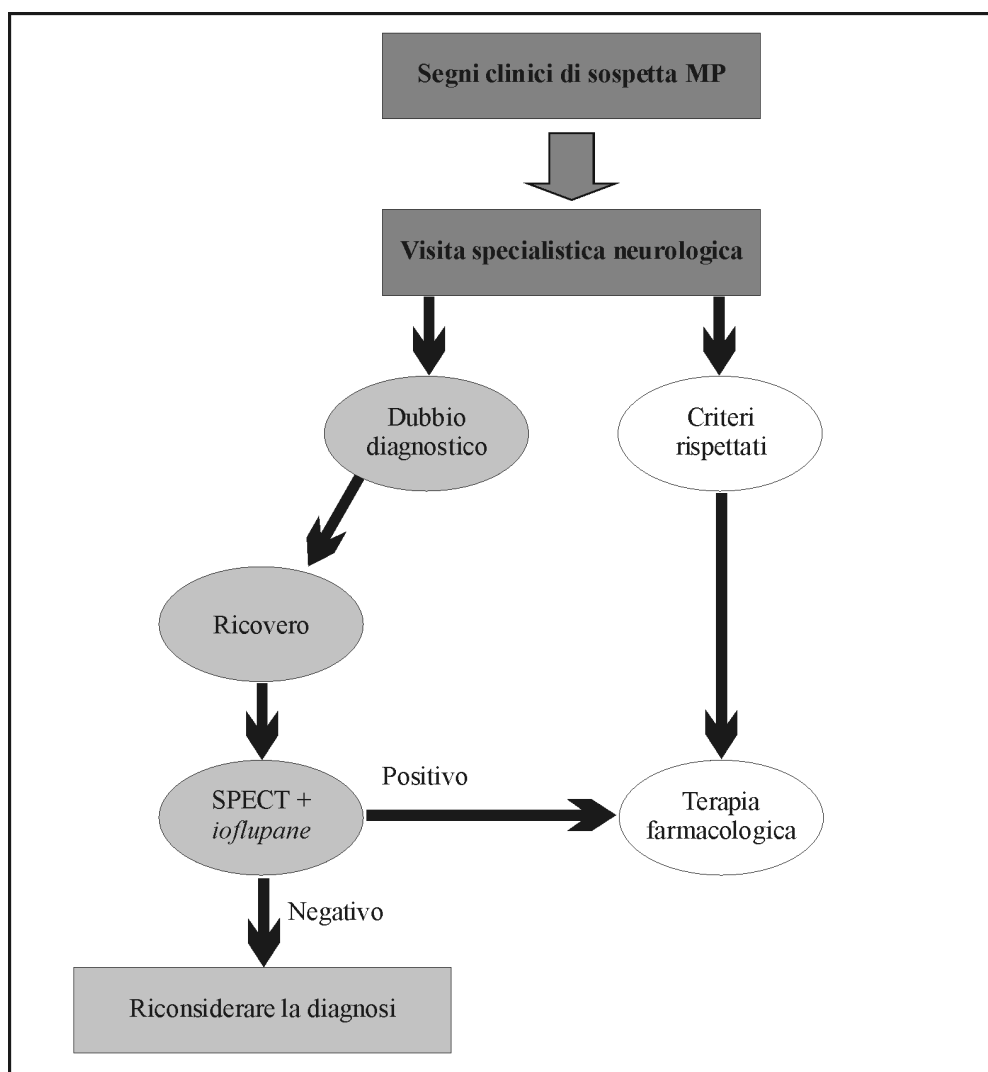 Segni clinici di sospetta MP
Visita specialistica neurologica
Dubbio
diagnostico
Criteri
rispettati
Ricovero
SPECT +
ioflupane
Positivo
Terapia
farmacologica
Negativo
Riconsiderare la diagnosi